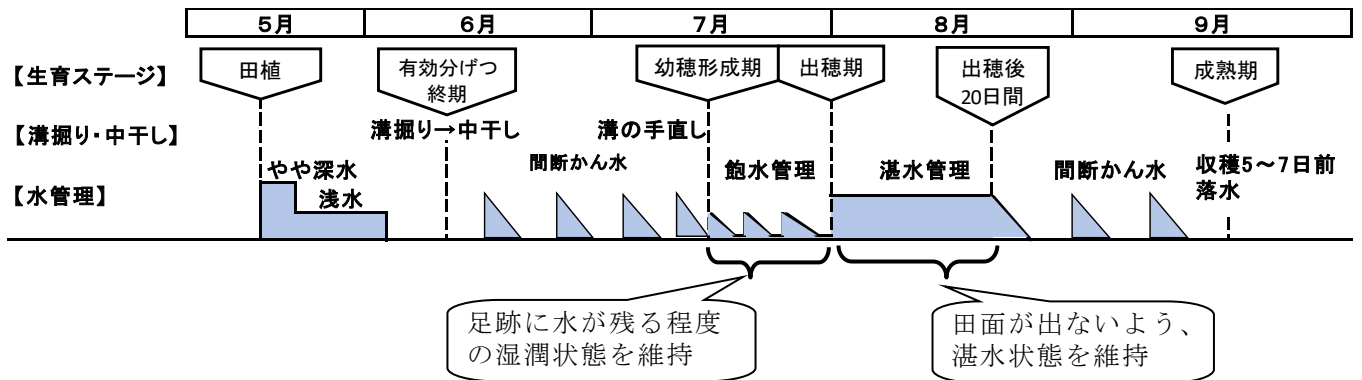 5月 6月 7月 8月 9月
【生育ステージ】
田植
有効分げつ
終期
幼穂形成期
出穂期
出穂後
20日間
成熟期
【溝掘り・中干し】
溝掘り→中干し
溝の手直し
【水管理】
やや深水
浅水
間断かん水
飽水管理
湛水管理
間断かん水
収穫5~7日前
落水
足跡に水が残る程度
の湿潤状態を維持
田面が出ないよう、
湛水状態を維持